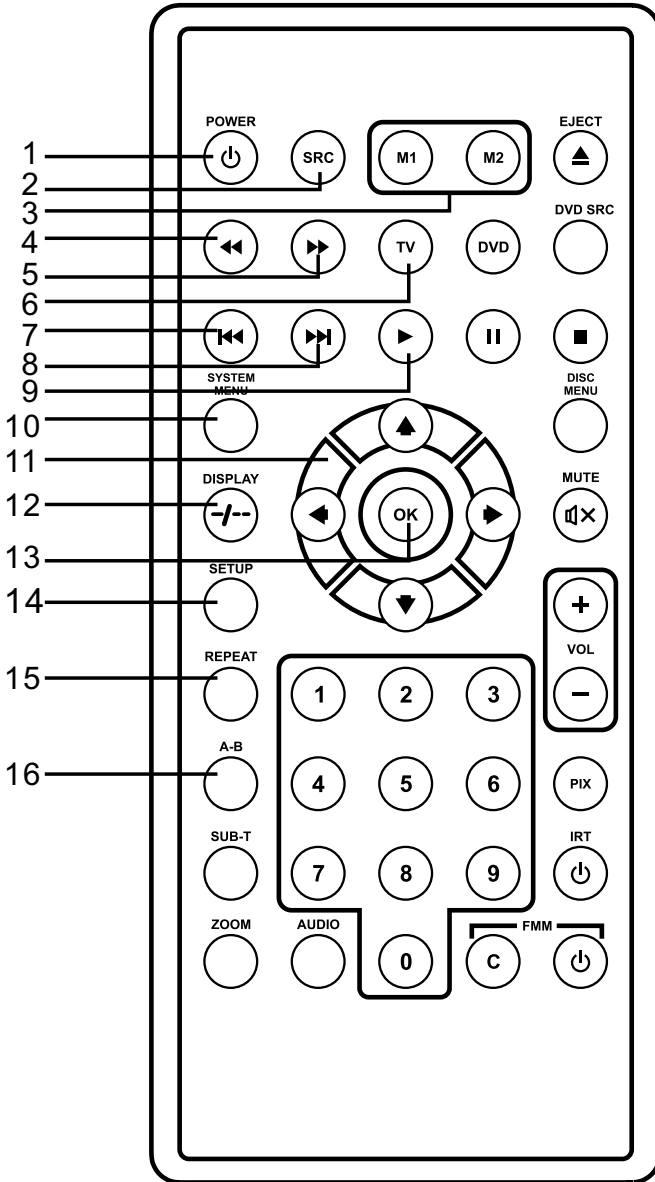 POWER
EJECT
1
SRC
M1
M2
2
3
DVD SRC
4
TV
DVD
5
6
7
8
9
SYSTEM
MENU
DISC
MENU
10
11
DISPLAY
MUTE
12
-/--
OK
13
SETUP
14
+
VOL
REPEAT
15
1
2
3
–
A-B
16
4
5
6
PIX
SUB-T
IRT
7
8
9
ZOOM
AUDIO
FMM
0
C